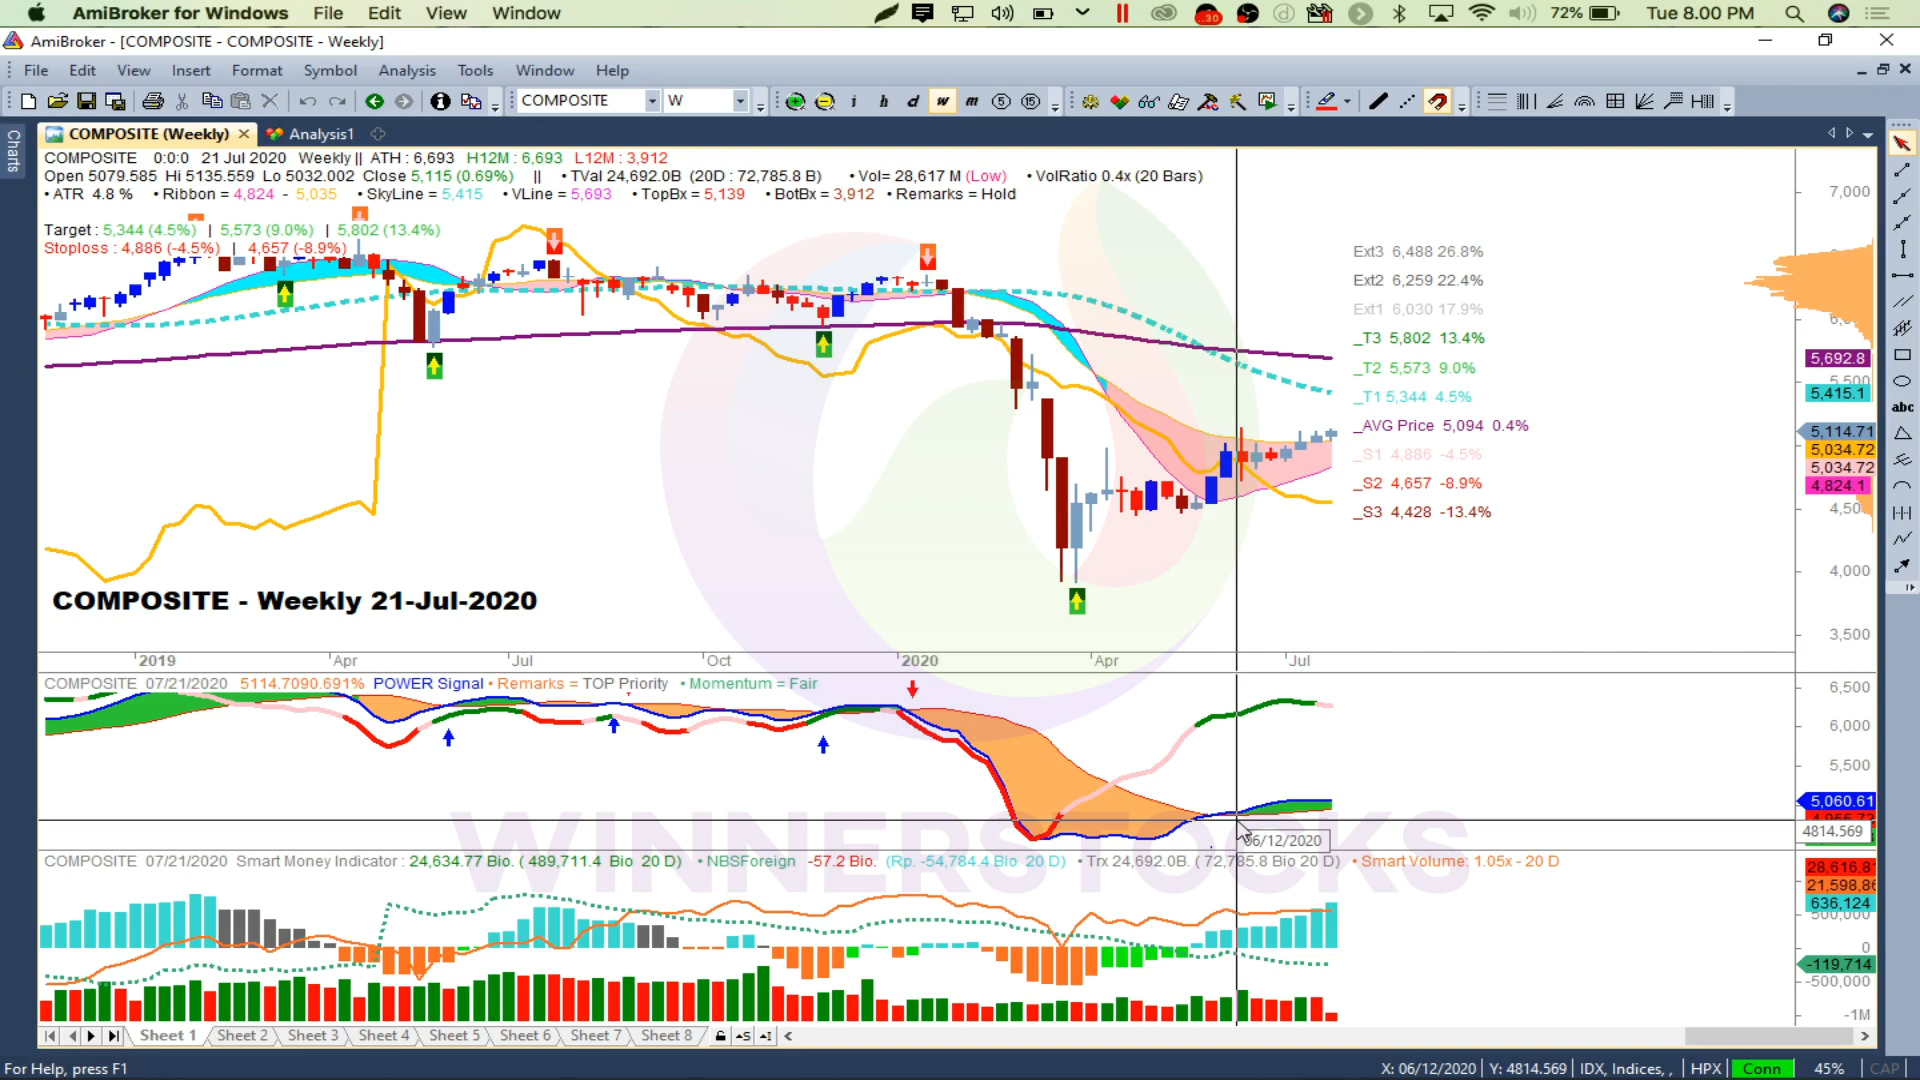 AmiBroker for Windows File Edit View Window 72% Tue 8.00 PM
AmiBroker - [COMPOSITE - COMPOSITE - Weekly]
File Edit View Insert Format Symbol Analysis Tools Window Help
COMPOSITE W i h d w m 5 15
Charts
COMPOSITE (Weekly) Analysis1
COMPOSITE 0:0:0 21 Jul 2020 Weekly || ATH : 6,693 H12M : 6,693 L12M : 3,912
Open 5079.585 Hi 5135.559 Lo 5032.002 Close 5,115 (0.69%) || • TVal 24,692.0B (20D : 72,785.8 B) • Vol= 28,617 M (Low) • VolRatio 0.4x (20 Bars)
• ATR 4.8 % • Ribbon = 4,824 - 5,035 • SkyLine = 5,415 • VLine = 5,693 • TopBx = 5,139 • BotBx = 3,912 • Remarks = Hold
Target : 5,344 (4.5%) | 5,573 (9.0%) | 5,802 (13.4%)
Stoploss : 4,886 (-4.5%) | 4,657 (-8.9%)
7,000
Ext3 6,488 26.8%
Ext2 6,259 22.4%
Ext1 6,030 17.9%
_T3 5,802 13.4%
_T2 5,573 9.0%
_T1 5,344 4.5%
_AVG Price 5,094 0.4%
_S1 4,886 -4.5%
_S2 4,657 -8.9%
_S3 4,428 -13.4%
5,692.8
5,500
5,415.1
5,114.71
5,034.72
5,034.72
4,824.1
4,000
3,500
abc
COMPOSITE - Weekly 21-Jul-2020
2019 Apr Jul Oct 2020 Apr Jul
COMPOSITE 07/21/2020 5114.7090.691% POWER Signal • Remarks = TOP Priority • Momentum = Fair
6,500
6,000
5,500
5,060.61
4814.569
06/12/2020
WINNERSTOCKS
COMPOSITE 07/21/2020 Smart Money Indicator : 24,634.77 Bio. ( 489,711.4 Bio 20 D) • NBSForeign -57.2 Bio. (Rp. -54,784.4 Bio 20 D) • Trx 24,692.0B. ( 72,785.8 Bio 20 D) • Smart Volume: 1.05x - 20 D
28,616.81
21,598.86
636,124
500,000
0
-119,714
-500,000
-1M
Sheet 1 Sheet 2 Sheet 3 Sheet 4 Sheet 5 Sheet 6 Sheet 7 Sheet 8
For Help, press F1 X: 06/12/2020 Y: 4814.569 IDX, Indices, , HPX Conn 45% CAP